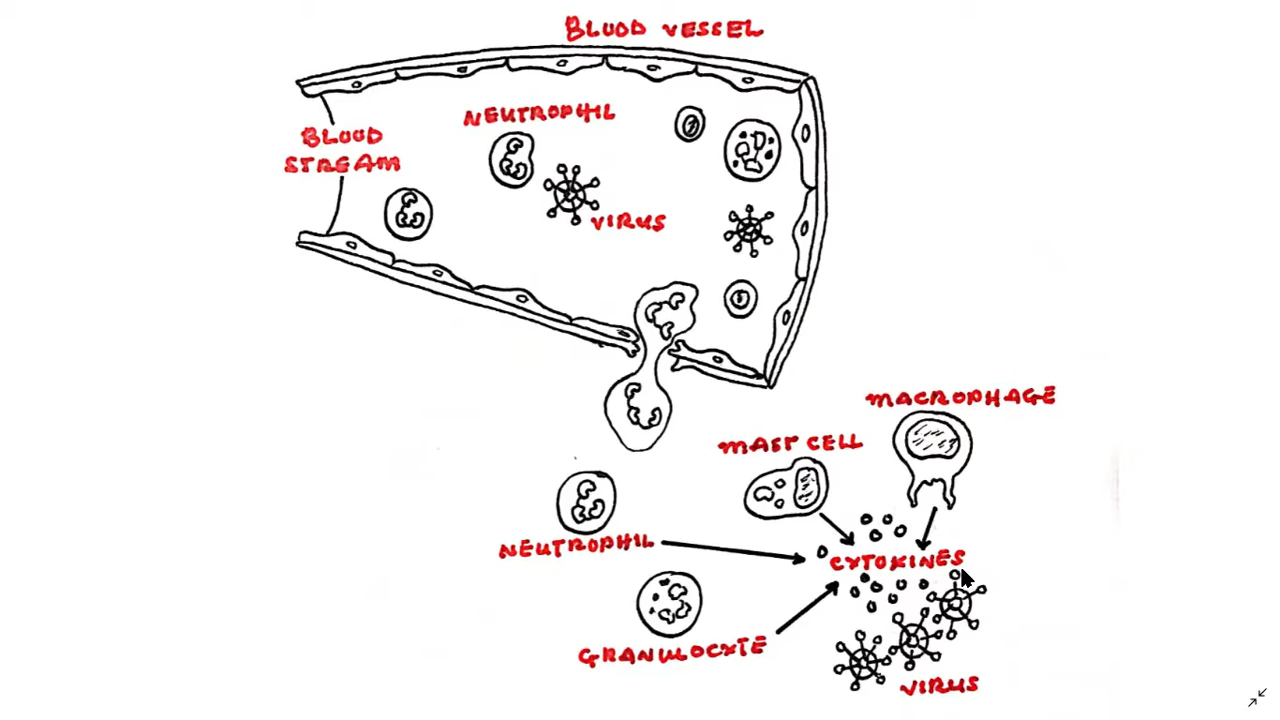 BLOOD VESSEL
NEUTROPHIL
BLOOD
STREAM
VIRUS
MACROPHAGE
MAST CELL
NEUTROPHIL
CYTOKINES
GRANULOCYTE
VIRUS